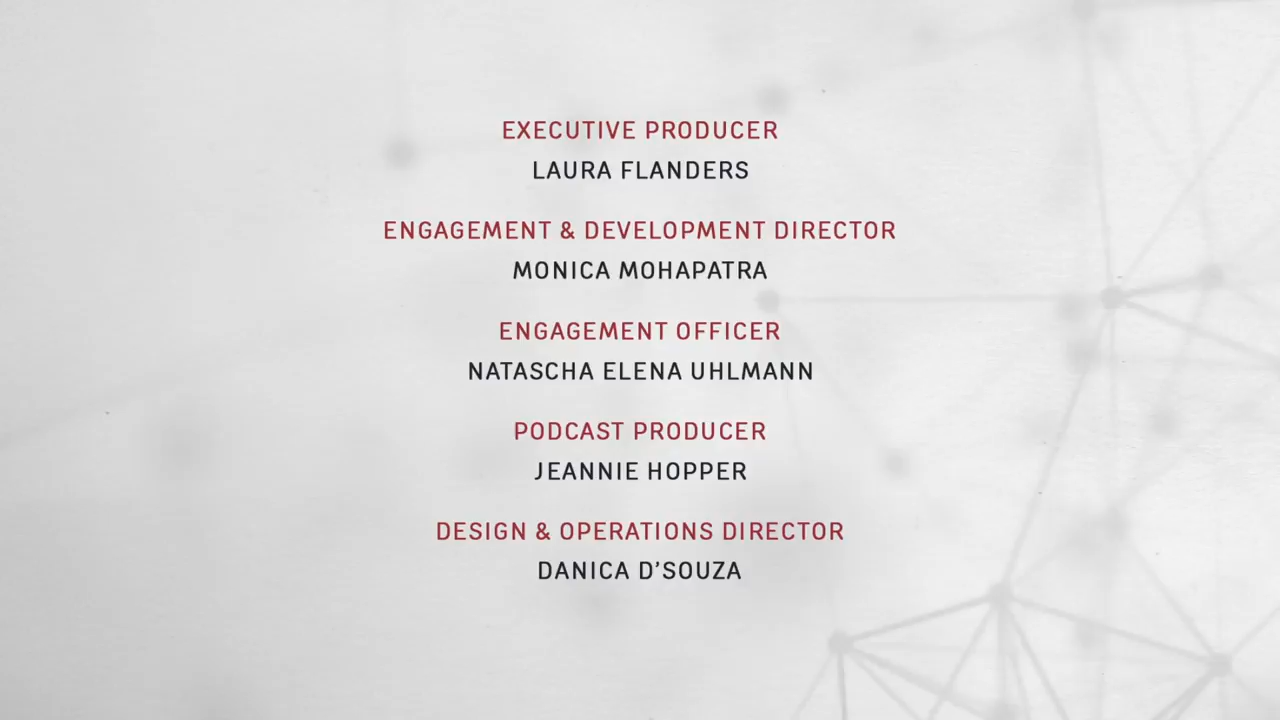 EXECUTIVE PRODUCER
LAURA FLANDERS
ENGAGEMENT & DEVELOPMENT DIRECTOR
MONICA MOHAPATRA
ENGAGEMENT OFFICER
NATASCHA ELENA UHLMANN
PODCAST PRODUCER
JEANNIE HOPPER
DESIGN & OPERATIONS DIRECTOR
DANICA D’SOUZA